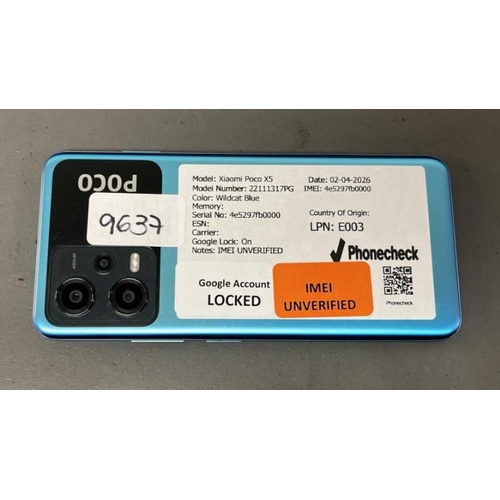 POCO
48MP
9637
Model: Xiaomi Poco X5
Model Number: 22111317PG
Color: Wildcat Blue
Memory:
Serial No: 4e5297fb0000
ESN:
Carrier:
Google Lock: On
Notes: IMEI UNVERIFIED
Date: 02-04-2026
IMEI: 4e5297fb0000
Country Of Origin:
LPN: E003
Phonecheck
Phonecheck
Google Account
LOCKED
IMEI
UNVERIFIED